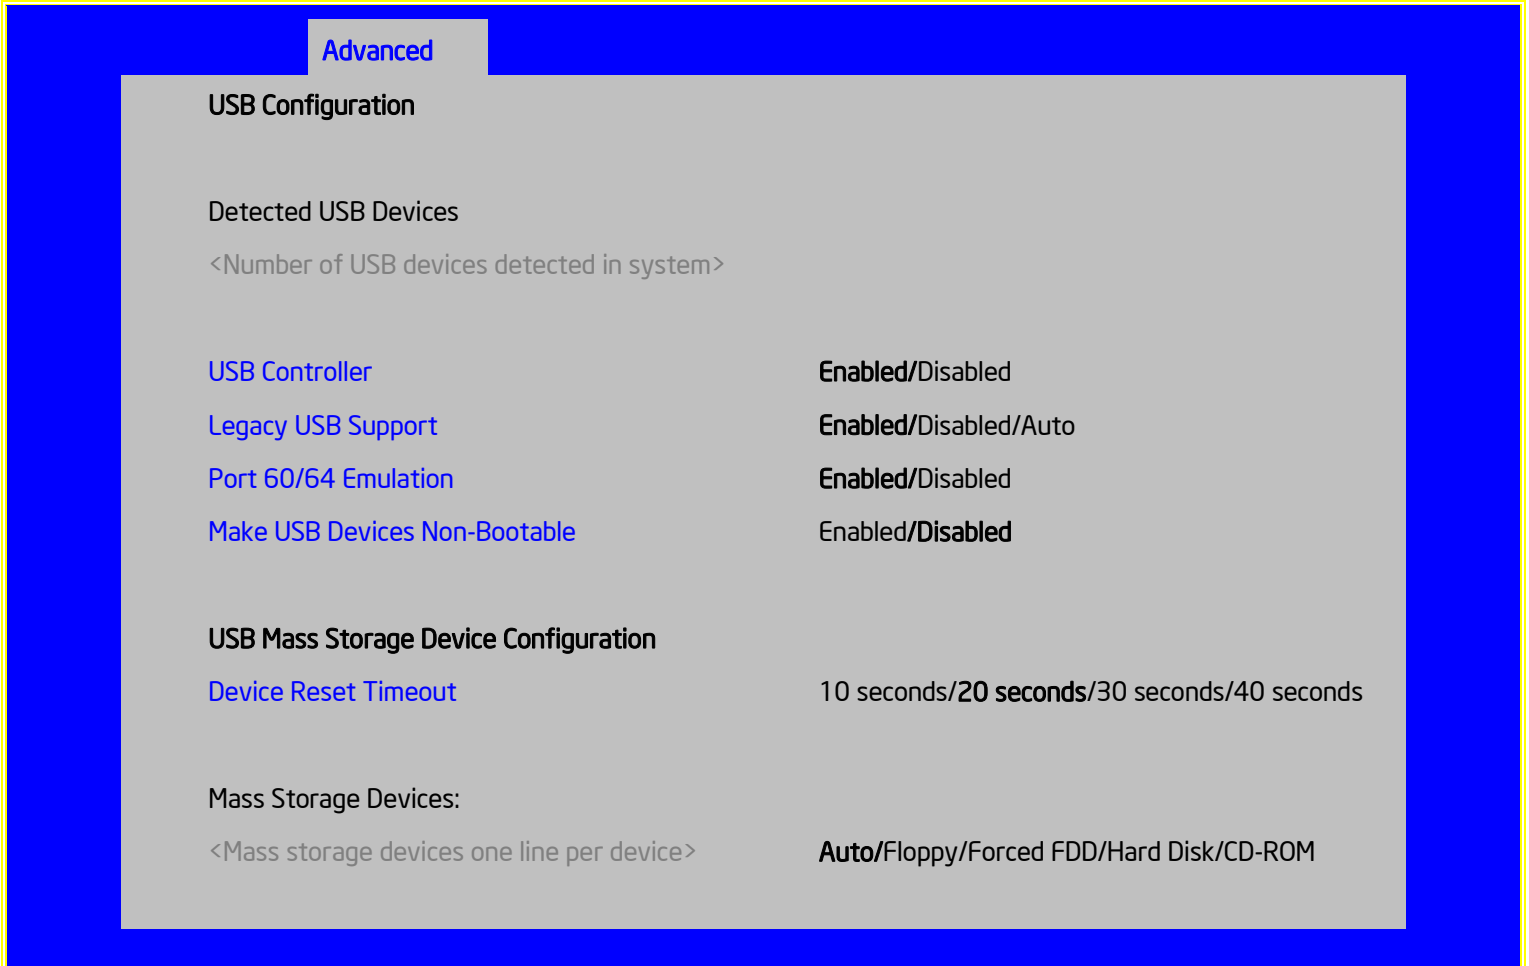 Advanced
USB Configuration
Detected USB Devices
<Number of USB devices detected in system>
USB Controller Enabled/Disabled
Legacy USB Support Enabled/Disabled/Auto
Port 60/64 Emulation Enabled/Disabled
Make USB Devices Non-Bootable Enabled/Disabled
USB Mass Storage Device Configuration
Device Reset Timeout 10 seconds/20 seconds/30 seconds/40 seconds
Mass Storage Devices:
<Mass storage devices one line per device> Auto/Floppy/Forced FDD/Hard Disk/CD-ROM